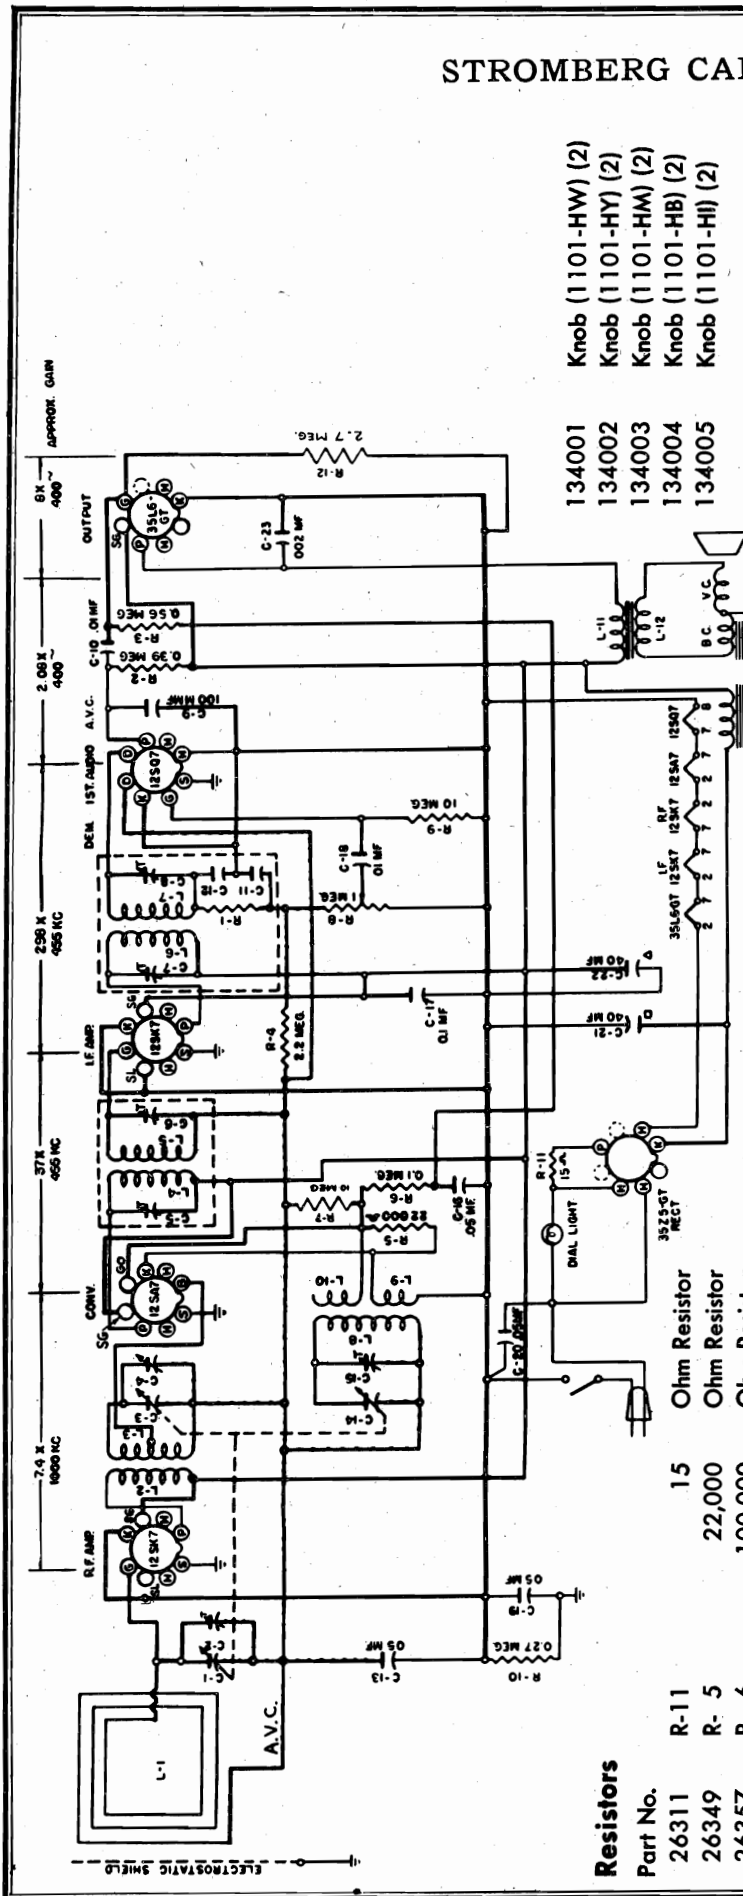 STROMBERG CAR
APPROX. GAIN
7.4 X
1000 KC
37X
455 KC
298 X
455 KC
2.08 X
400 ~
8X
400 ~
R.F. AMP.
CONV.
I.F. AMP.
DEM. 1ST. AUDIO
A.V.C.
OUTPUT
12SK7
12SA7
12SK7
12SQ7
35L6-
GT
ELECTROSTATIC SHIELD
L-1
A.V.C.
C-1
C-13
.05 MF.
R-10
0.27 MEG.
C-19
.05 MF
L-2
L-3
C-3
C-14
C-15
L-8
L-9
L-10
R-5
22000
R-6
0.1 MEG.
R-7
10 MEG
C-16
.05 MF.
L-4
C-5
L-5
C-6
R-4
2.2 MEG.
L-6
C-7
L-7
C-8
C-12
C-11
R-1
R-8
1 MEG.
C-18
.01 MF
R-9
10 MEG.
C-17
0.1 MF
C-9
100 MMF
C-10
.01 MF
R-2
0.39 MEG
R-3
0.56 MEG
C-23
.002 MF
R-12
2.7 MEG.
C-20 .05MF
DIAL LIGHT
R-11
15
35Z5-GT
RECT
C-21
40 MF
C-22
40 MF
35L6-GT
I.F.
12SK7
RF
12SK7
12SA7
12SQ7
L-11
L-12
B.C.
V.C.
134001 Knob (1101-HW) (2)
134002 Knob (1101-HY) (2)
134003 Knob (1101-HM) (2)
134004 Knob (1101-HB) (2)
134005 Knob (1101-HI) (2)
Resistors
Part No.
26311 R-11 15 Ohm Resistor
26349 R- 5 22,000 Ohm Resistor